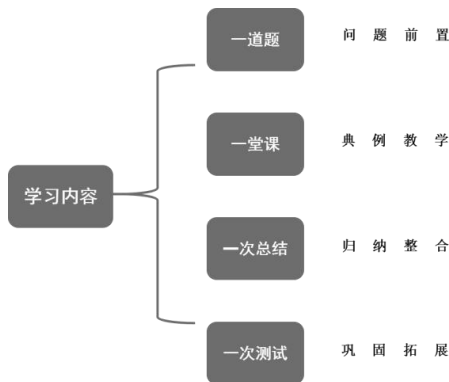 一道题 问题前置
一堂课 典例教学
学习内容
一次总结 归纳整合
一次测试 巩固拓展